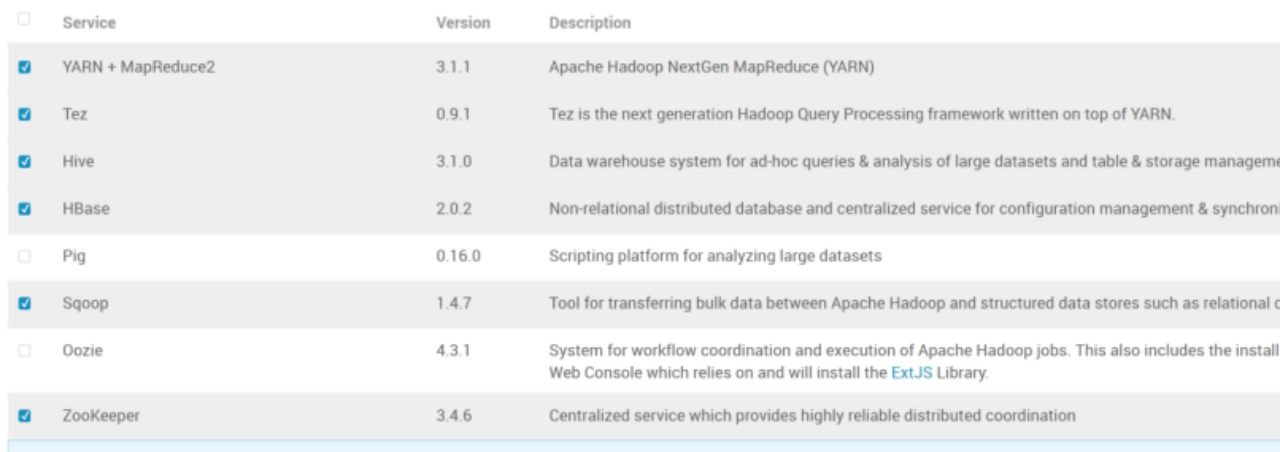 Service Version Description
YARN + MapReduce2 3.1.1 Apache Hadoop NextGen MapReduce (YARN)
Tez 0.9.1 Tez is the next generation Hadoop Query Processing framework written on top of YARN.
Hive 3.1.0 Data warehouse system for ad-hoc queries & analysis of large datasets and table & storage
HBase 2.0.2 Non-relational distributed database and centralized service for configuration management &
Pig 0.16.0 Scripting platform for analyzing large datasets
Sqoop 1.4.7 Tool for transferring bulk data between Apache Hadoop and structured data stores such as relational
Oozie 4.3.1 System for workflow coordination and execution of Apache Hadoop jobs. This also includes the install
Web Console which relies on and will install the ExtJS Library.
ZooKeeper 3.4.6 Centralized service which provides highly reliable distributed coordination